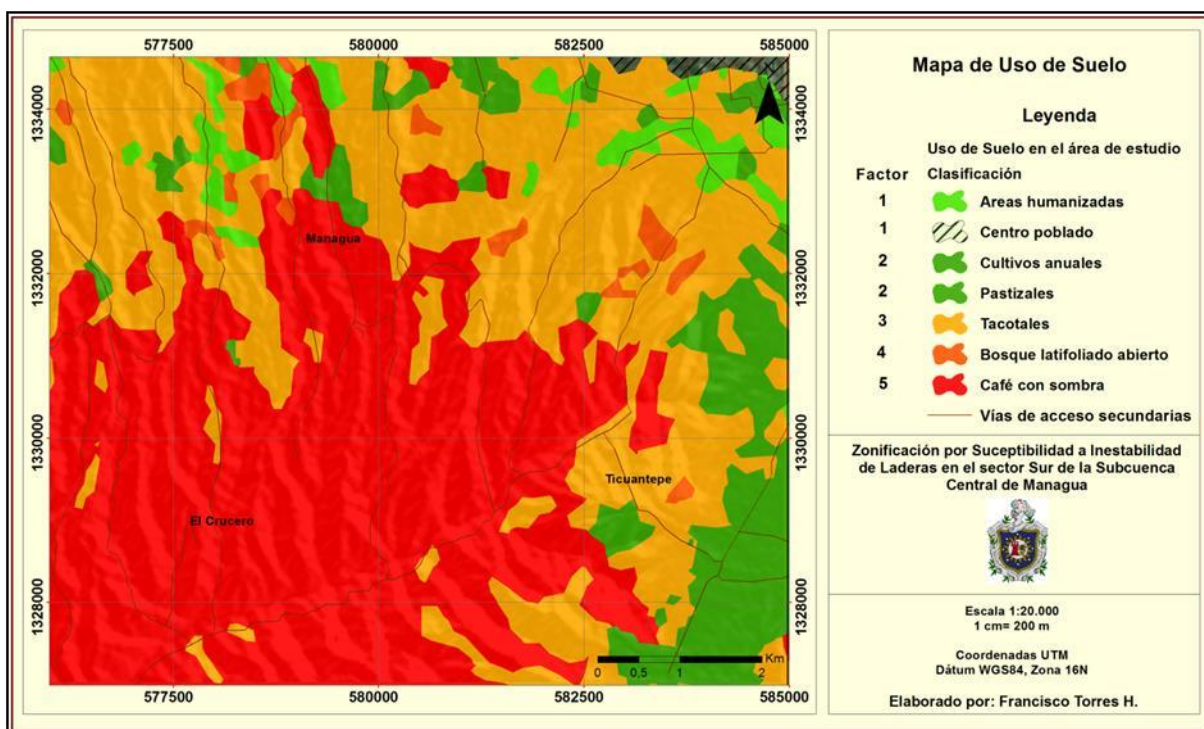 577500 580000 582500 585000
1334000
1332000
1330000
1328000
1334000
1332000
1330000
1328000
Managua
El Crucero
Ticuantepe
Km
0 0,5 1 2
577500 580000 582500 585000
Mapa de Uso de Suelo
Leyenda
Uso de Suelo en el área de estudio
Factor Clasificación
1 Areas humanizadas
1 Centro poblado
2 Cultivos anuales
2 Pastizales
3 Tacotales
4 Bosque latifoliado abierto
5 Café con sombra
Vías de acceso secundarias
Zonificación por Suceptibilidad a Inestabilidad
de Laderas en el sector Sur de la Subcuenca
Central de Managua
Escala 1:20.000
1 cm= 200 m
Coordenadas UTM
Dátum WGS84, Zona 16N
Elaborado por: Francisco Torres H.